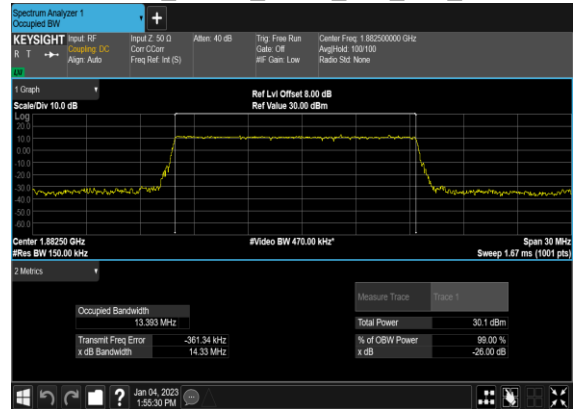 Spectrum Analyzer 1
Occupied BW
+
KEYSIGHT
R T
LW
Input: RF
Coupling: DC
Align: Auto
Input Z: 50 Ω
Corr CCorr
Freq Ref: Int (S)
Atten: 40 dB
Trig: Free Run
Gate: Off
#IF Gain: Low
Center Freq: 1.882500000 GHz
Avg|Hold: 100/100
Radio Std: None
1 Graph
Scale/Div 10.0 dB
Ref Lvl Offset 8.00 dB
Ref Value 30.00 dBm
Log
20.0
10.0
0.00
-10.0
-20.0
-30.0
-40.0
-50.0
-60.0
Center 1.88250 GHz
#Res BW 150.00 kHz
#Video BW 470.00 kHz*
Span 30 MHz
Sweep 1.67 ms (1001 pts)
2 Metrics
Measure Trace
Trace 1
Occupied Bandwidth
13.393 MHz
Total Power
30.1 dBm
Transmit Freq Error
-361.34 kHz
% of OBW Power
99.00 %
x dB Bandwidth
14.33 MHz
x dB
-26.00 dB
?
Jan 04, 2023
1:55:30 PM